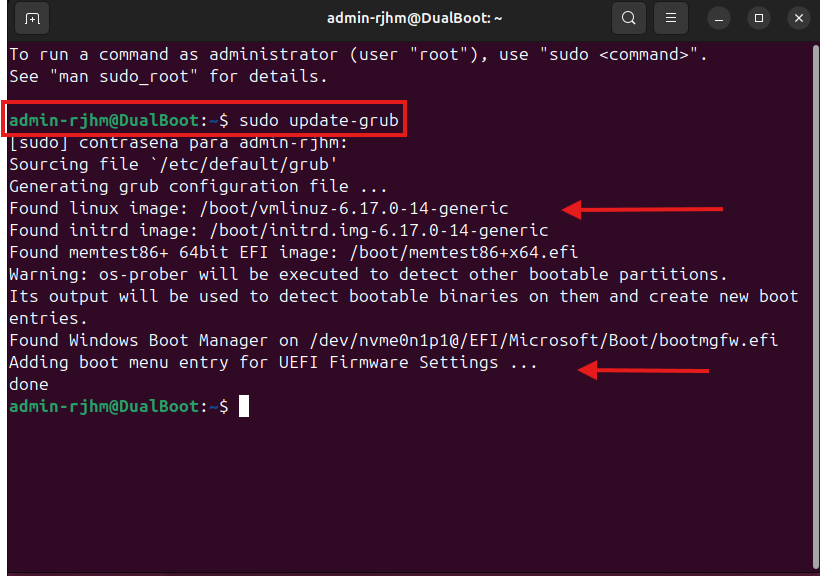 admin-rjhm@DualBoot: ~
To run a command as administrator (user "root"), use "sudo <command>".
See "man sudo_root" for details.
admin-rjhm@DualBoot:~$ sudo update-grub
[sudo] contraseña para admin-rjhm:
Sourcing file `/etc/default/grub'
Generating grub configuration file ...
Found linux image: /boot/vmlinuz-6.17.0-14-generic
Found initrd image: /boot/initrd.img-6.17.0-14-generic
Found memtest86+ 64bit EFI image: /boot/memtest86+x64.efi
Warning: os-prober will be executed to detect other bootable partitions.
Its output will be used to detect bootable binaries on them and create new boot
entries.
Found Windows Boot Manager on /dev/nvme0n1p1@/EFI/Microsoft/Boot/bootmgfw.efi
Adding boot menu entry for UEFI Firmware Settings ...
done
admin-rjhm@DualBoot:~$